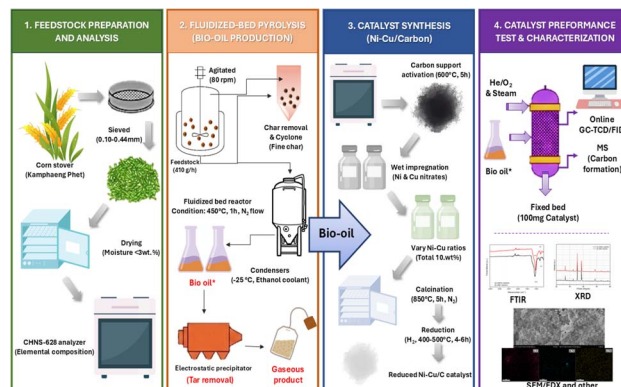 1. FEEDSTOCK PREPARATION
AND ANALYSIS
Corn stover
(Kamphaeng Phet)
Sieved
(0.10-0.44mm)
Drying
(Moisture <3wt.%)
CHNS-628 analyzer
(Elemental composition)
2. FLUIDIZED-BED PYROLYSIS
(BIO-OIL PRODUCTION)
Agitated
(80 rpm)
Char removal
& Cyclone
(Fine char)
Feedstock
(410 g/h)
Fluidized bed reactor
Condition: 450°C, 1h, N₂ flow
Condensers
(-25 °C, Ethanol coolant)
Bio oil*
Electrostatic precipitator
(Tar removal)
Gaseous
product
Bio-oil
3. CATALYST SYNTHESIS
(Ni-Cu/Carbon)
Carbon support
activation (600°C, 5h)
Wet impregnation
(Ni & Cu nitrates)
Vary Ni-Cu ratios
(Total 10.wt%)
Calcination
(850°C, 5h, N₂)
Reduction
(H₂, 400-500°C, 4-6h)
Reduced Ni-Cu/C catalyst
4. CATALYST PREFORMANCE
TEST & CHARACTERIZATION
He/O₂
& Steam
Bio oil*
Online
GC-TCD/FID
MS
(Carbon
formation)
Fixed bed
(100mg Catalyst)
FTIR
XRD
SEM/EDX and other